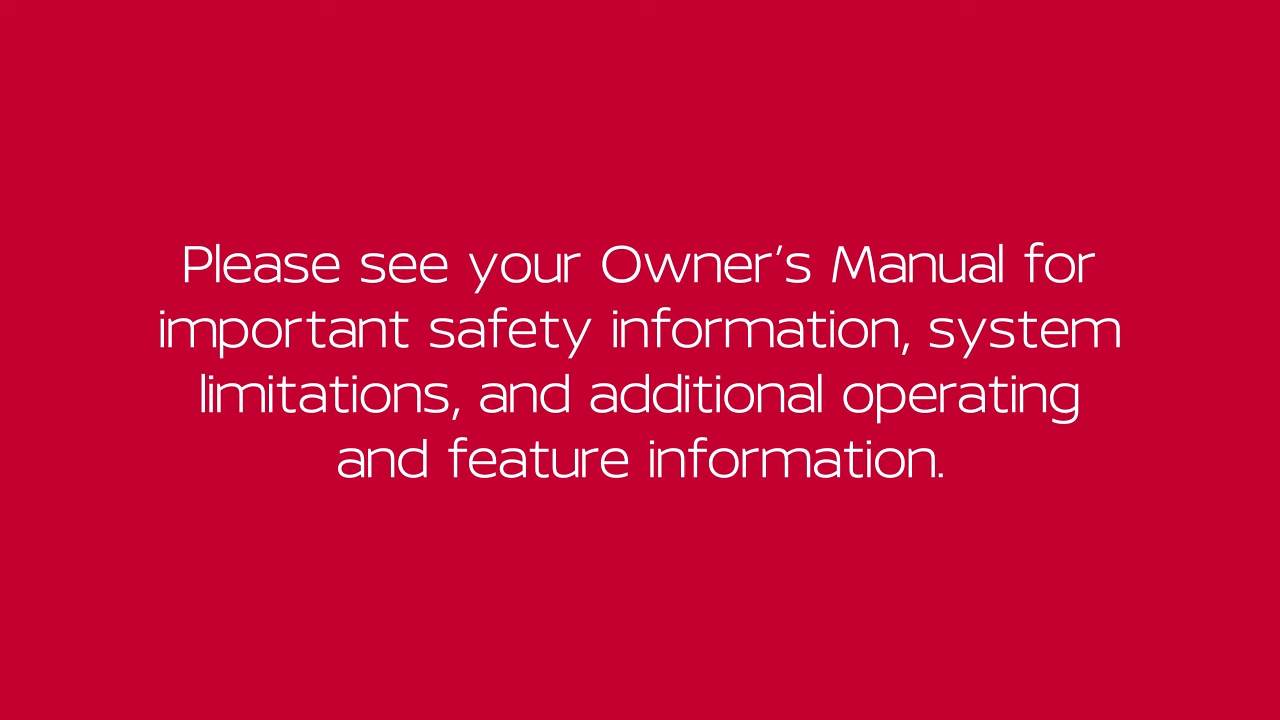 Please see your Owner’s Manual for
important safety information, system
limitations, and additional operating
and feature information.